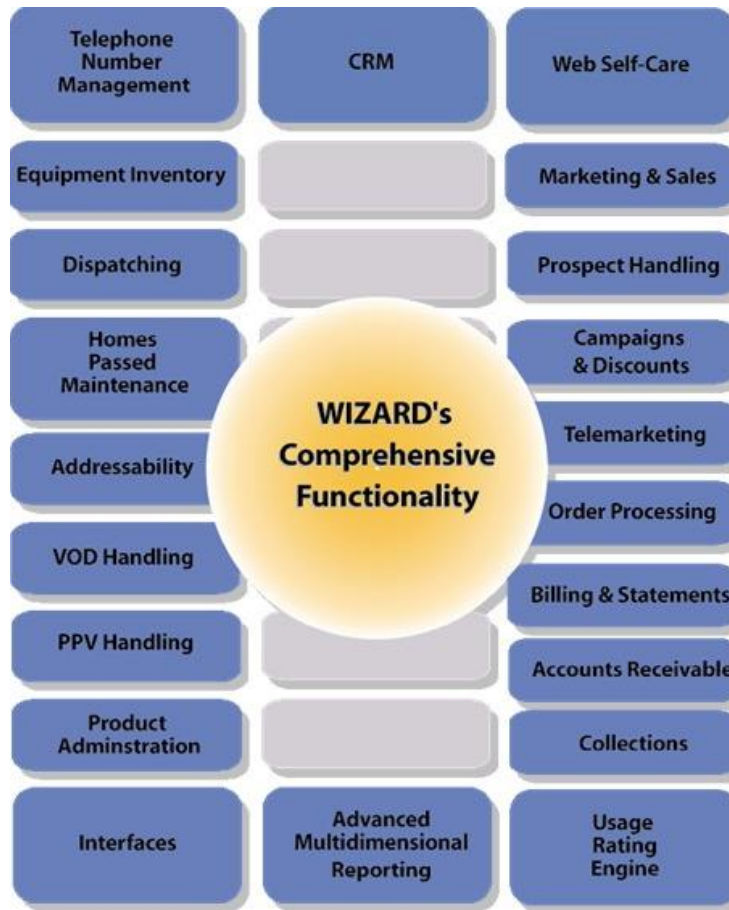 Telephone
Number
Management
CRM
Web Self-Care
Equipment Inventory
Marketing & Sales
Dispatching
Prospect Handling
Homes
Passed
Maintenance
Campaigns
& Discounts
WIZARD's
Comprehensive
Functionality
Addressability
Telemarketing
VOD Handling
Order Processing
PPV Handling
Billing & Statements
Accounts Receivable
Product
Adminstration
Collections
Interfaces
Advanced
Multidimensional
Reporting
Usage
Rating
Engine